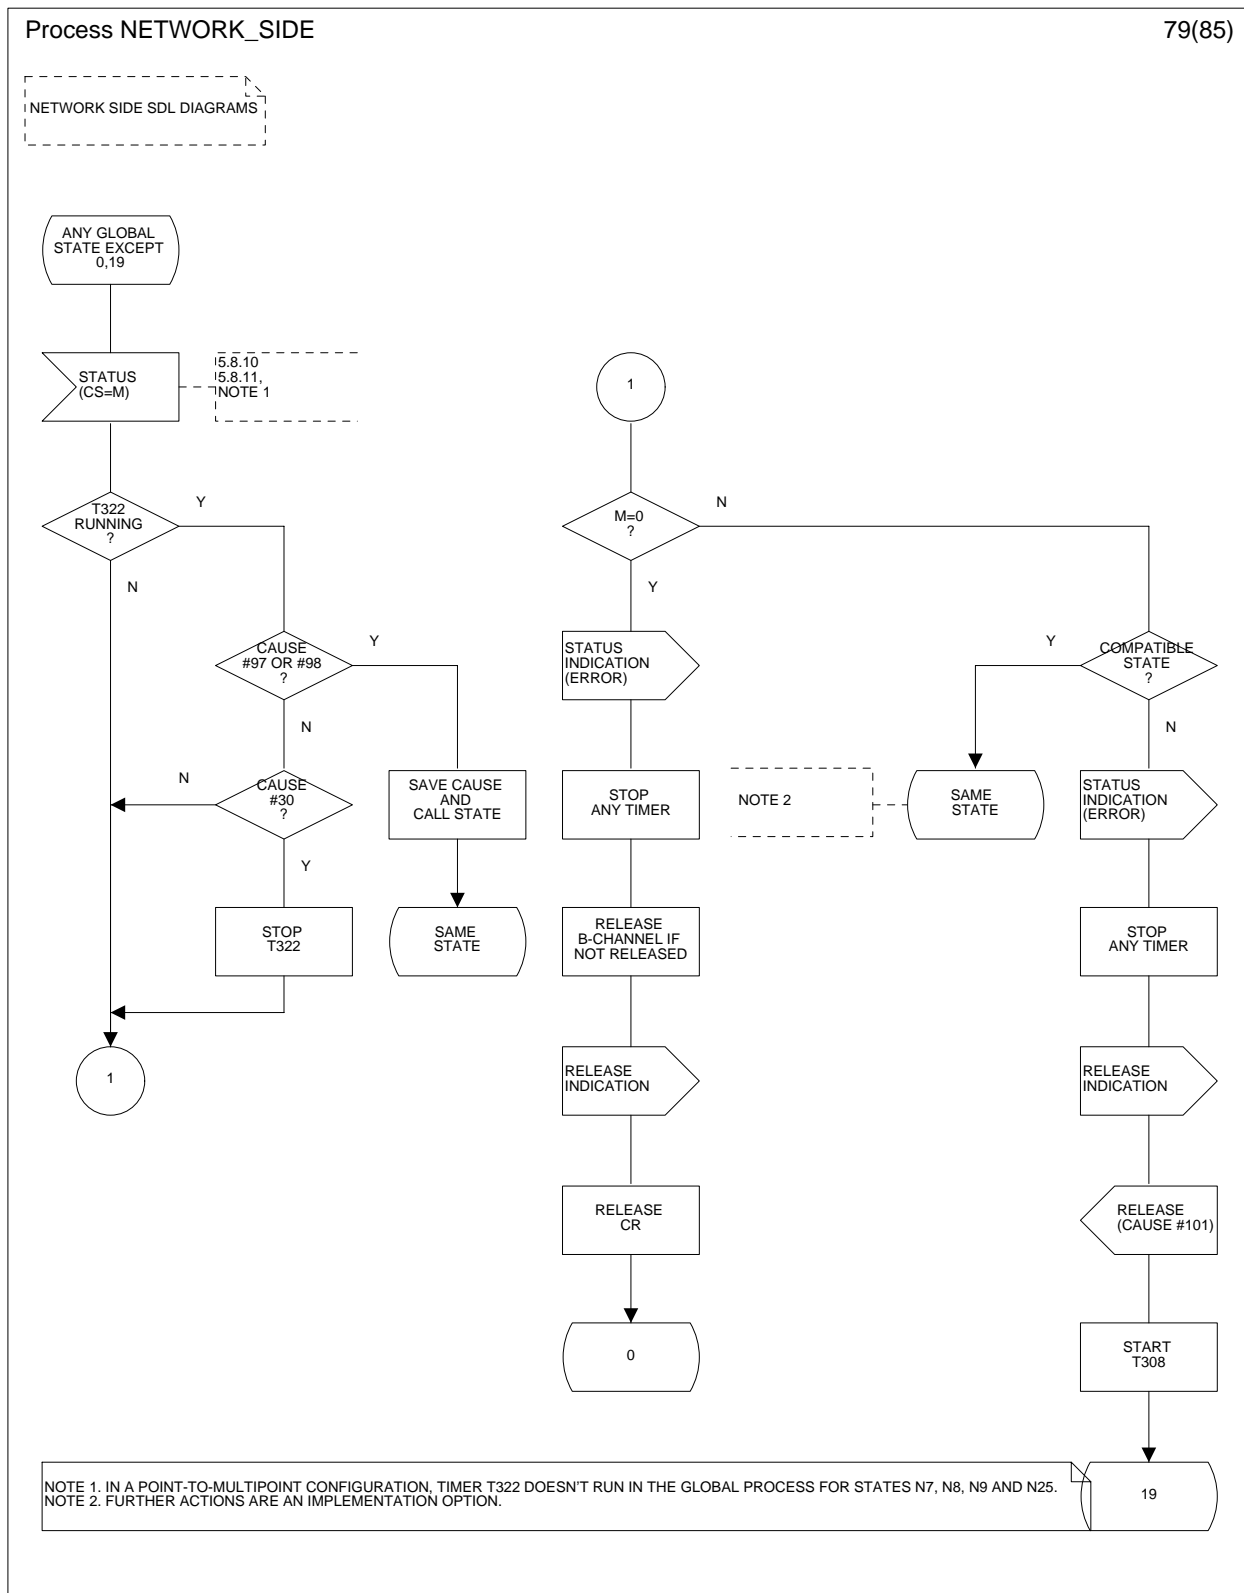 Process NETWORK_SIDE
79(85)
NETWORK SIDE SDL DIAGRAMS
ANY GLOBAL
STATE EXCEPT
0,19
STATUS
(CS=M)
5.8.10
5.8.11,
NOTE 1
T322
RUNNING
?
Y
N
CAUSE
#97 OR #98
?
Y
N
CAUSE
#30
?
N
Y
SAVE CAUSE
AND
CALL STATE
STOP
T322
SAME
STATE
1
1
M=0
?
N
Y
STATUS
INDICATION
(ERROR)
STOP
ANY TIMER
RELEASE
B-CHANNEL IF
NOT RELEASED
RELEASE
INDICATION
RELEASE
CR
0
COMPATIBLE
STATE
?
Y
N
NOTE 2
SAME
STATE
STATUS
INDICATION
(ERROR)
STOP
ANY TIMER
RELEASE
INDICATION
RELEASE
(CAUSE #101)
START
T308
19
NOTE 1. IN A POINT-TO-MULTIPOINT CONFIGURATION, TIMER T322 DOESN'T RUN IN THE GLOBAL PROCESS FOR STATES N7, N8, N9 AND N25.
NOTE 2. FURTHER ACTIONS ARE AN IMPLEMENTATION OPTION.